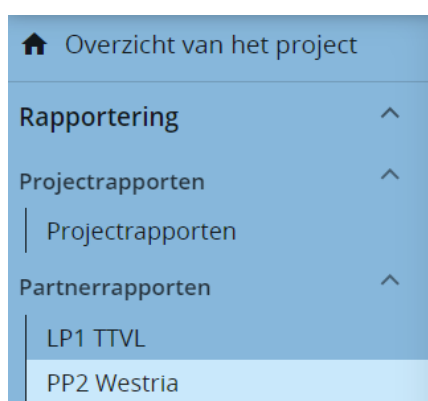 Overzicht van het project
Rapportering
Projectrapporten
Projectrapporten
Partnerrapporten
LP1 TTVL
PP2 Westria